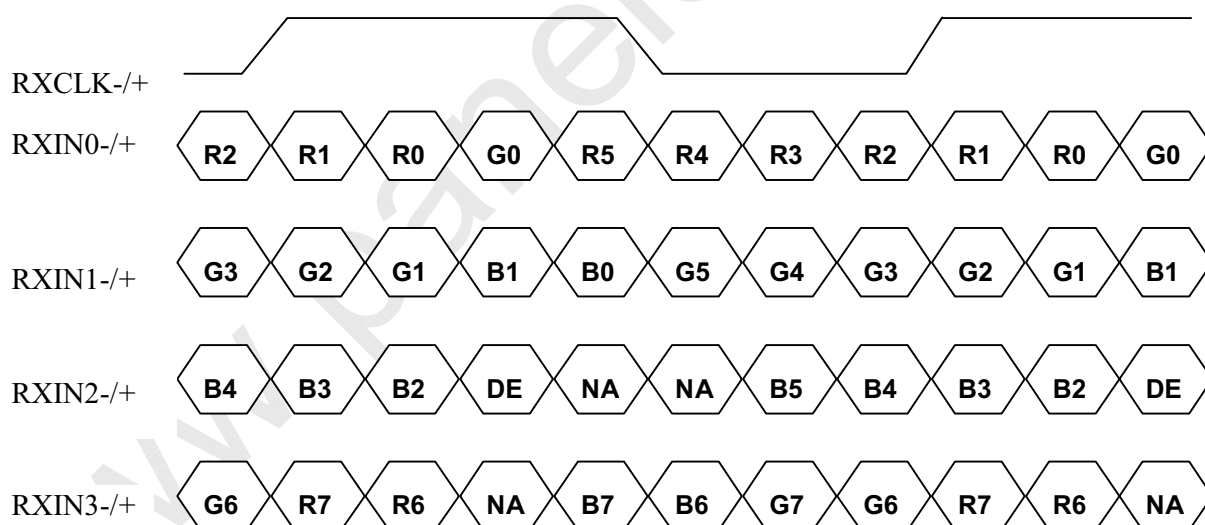 RXCLK-/+
RXIN0-/+ R2 R1 R0 G0 R5 R4 R3 R2 R1 R0 G0
RXIN1-/+ G3 G2 G1 B1 B0 G5 G4 G3 G2 G1 B1
RXIN2-/+ B4 B3 B2 DE NA NA B5 B4 B3 B2 DE
RXIN3-/+ G6 R7 R6 NA B7 B6 G7 G6 R7 R6 NA